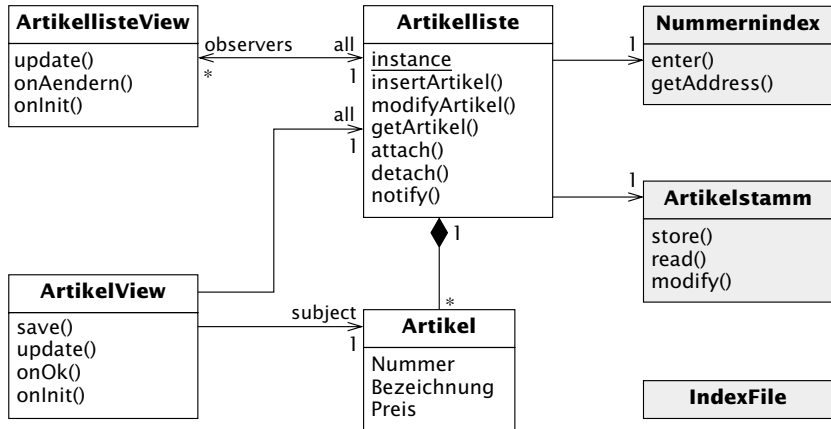 ArtikellisteView
update()
onAendern()
onInit()
observers
*
all
1
Artikelliste
instance
insertArtikel()
modifyArtikel()
getArtikel()
attach()
detach()
notify()
1
Nummernindex
enter()
getAddress()
all
1
1
Artikelstamm
store()
read()
modify()
1
*
ArtikelView
save()
update()
onOk()
onInit()
subject
1
Artikel
Nummer
Bezeichnung
Preis
IndexFile